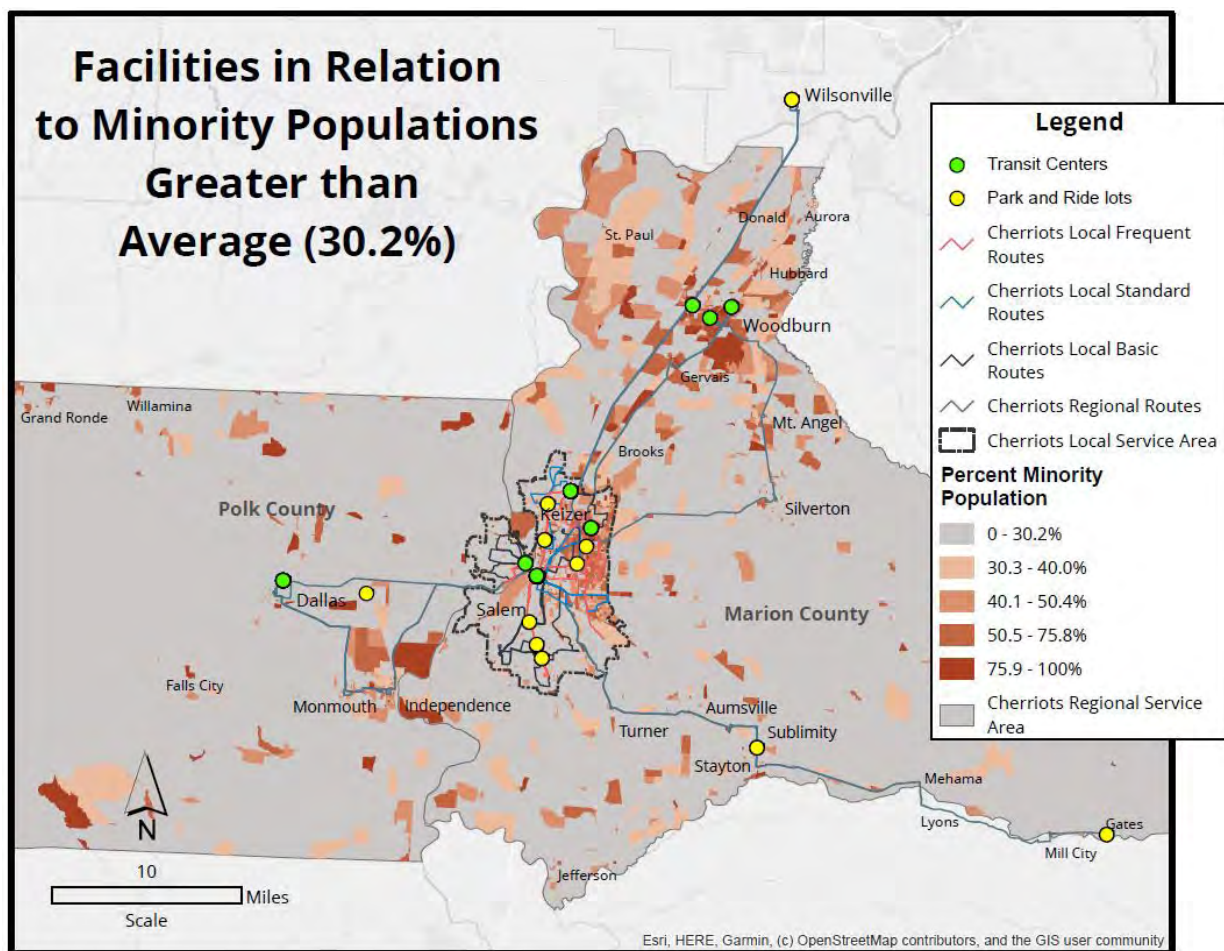 Facilities in Relation
to Minority Populations
Greater than
Average (30.2%)
Wilsonville
Donald
Aurora
St. Paul
Hubbard
Woodburn
Gervais
Willamina
Grand Ronde
Mt. Angel
Brooks
Silverton
Polk County
Keizer
Dallas
Salem
Marion County
Falls City
Monmouth
Independence
Aumsville
Turner
Sublimity
Stayton
Mehama
Lyons
Gates
Mill City
Jefferson
N
10
Miles
Scale
Legend
Transit Centers
Park and Ride lots
Cherriots Local Frequent
Routes
Cherriots Local Standard
Routes
Cherriots Local Basic
Routes
Cherriots Regional Routes
Cherriots Local Service Area
Percent Minority
Population
0 - 30.2%
30.3 - 40.0%
40.1 - 50.4%
50.5 - 75.8%
75.9 - 100%
Cherriots Regional Service
Area
Esri, HERE, Garmin, (c) OpenStreetMap contributors, and the GIS user community